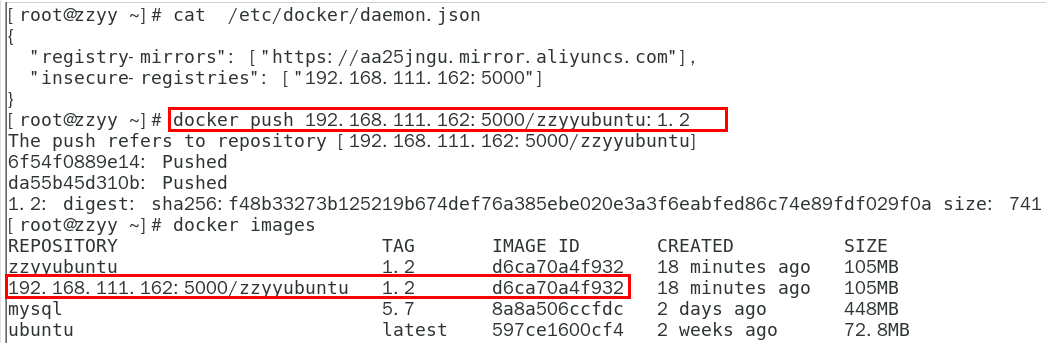 [root@zzyy ~]# cat  /etc/docker/daemon.json
{
  "registry-mirrors": ["https://aa25jngu.mirror.aliyuncs.com"],
  "insecure-registries": ["192.168.111.162:5000"]
}
[root@zzyy ~]# docker push 192.168.111.162:5000/zzyyubuntu:1.2
The push refers to repository [192.168.111.162:5000/zzyyubuntu]
6f54f0889e14: Pushed
da55b45d310b: Pushed
1.2: digest: sha256:f48b33273b125219b674def76a385ebe020e3a3f6eabfed86c74e89fdf029f0a size: 741
[root@zzyy ~]# docker images
REPOSITORY                        TAG       IMAGE ID       CREATED          SIZE
zzyyubuntu                        1.2       d6ca70a4f932   18 minutes ago   105MB
192.168.111.162:5000/zzyyubuntu   1.2       d6ca70a4f932   18 minutes ago   105MB
mysql                             5.7       8a8a506ccfdc   2 days ago       448MB
ubuntu                            latest    597ce1600cf4   2 weeks ago      72.8MB